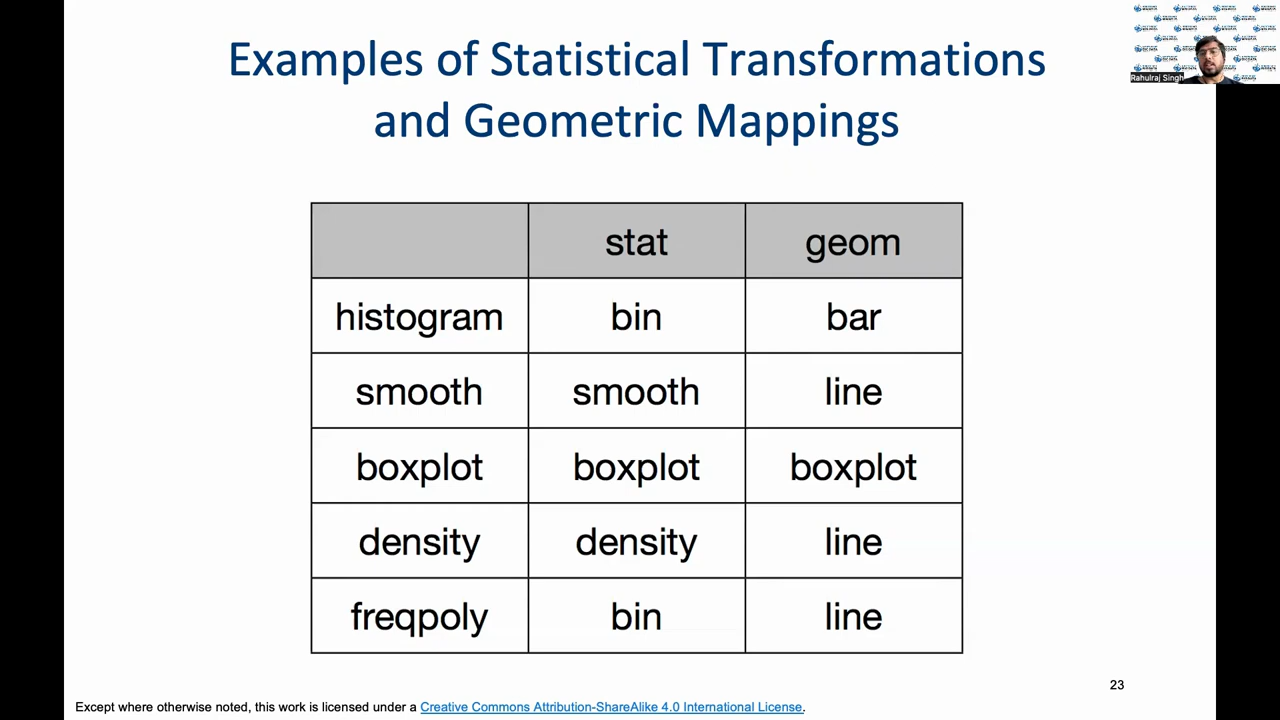 Examples of Statistical Transformations
and Geometric Mappings
Rahulraj Singh
stat geom
histogram bin bar
smooth smooth line
boxplot boxplot boxplot
density density line
freqpoly bin line
23
Except where otherwise noted, this work is licensed under a Creative Commons Attribution-ShareAlike 4.0 International License.